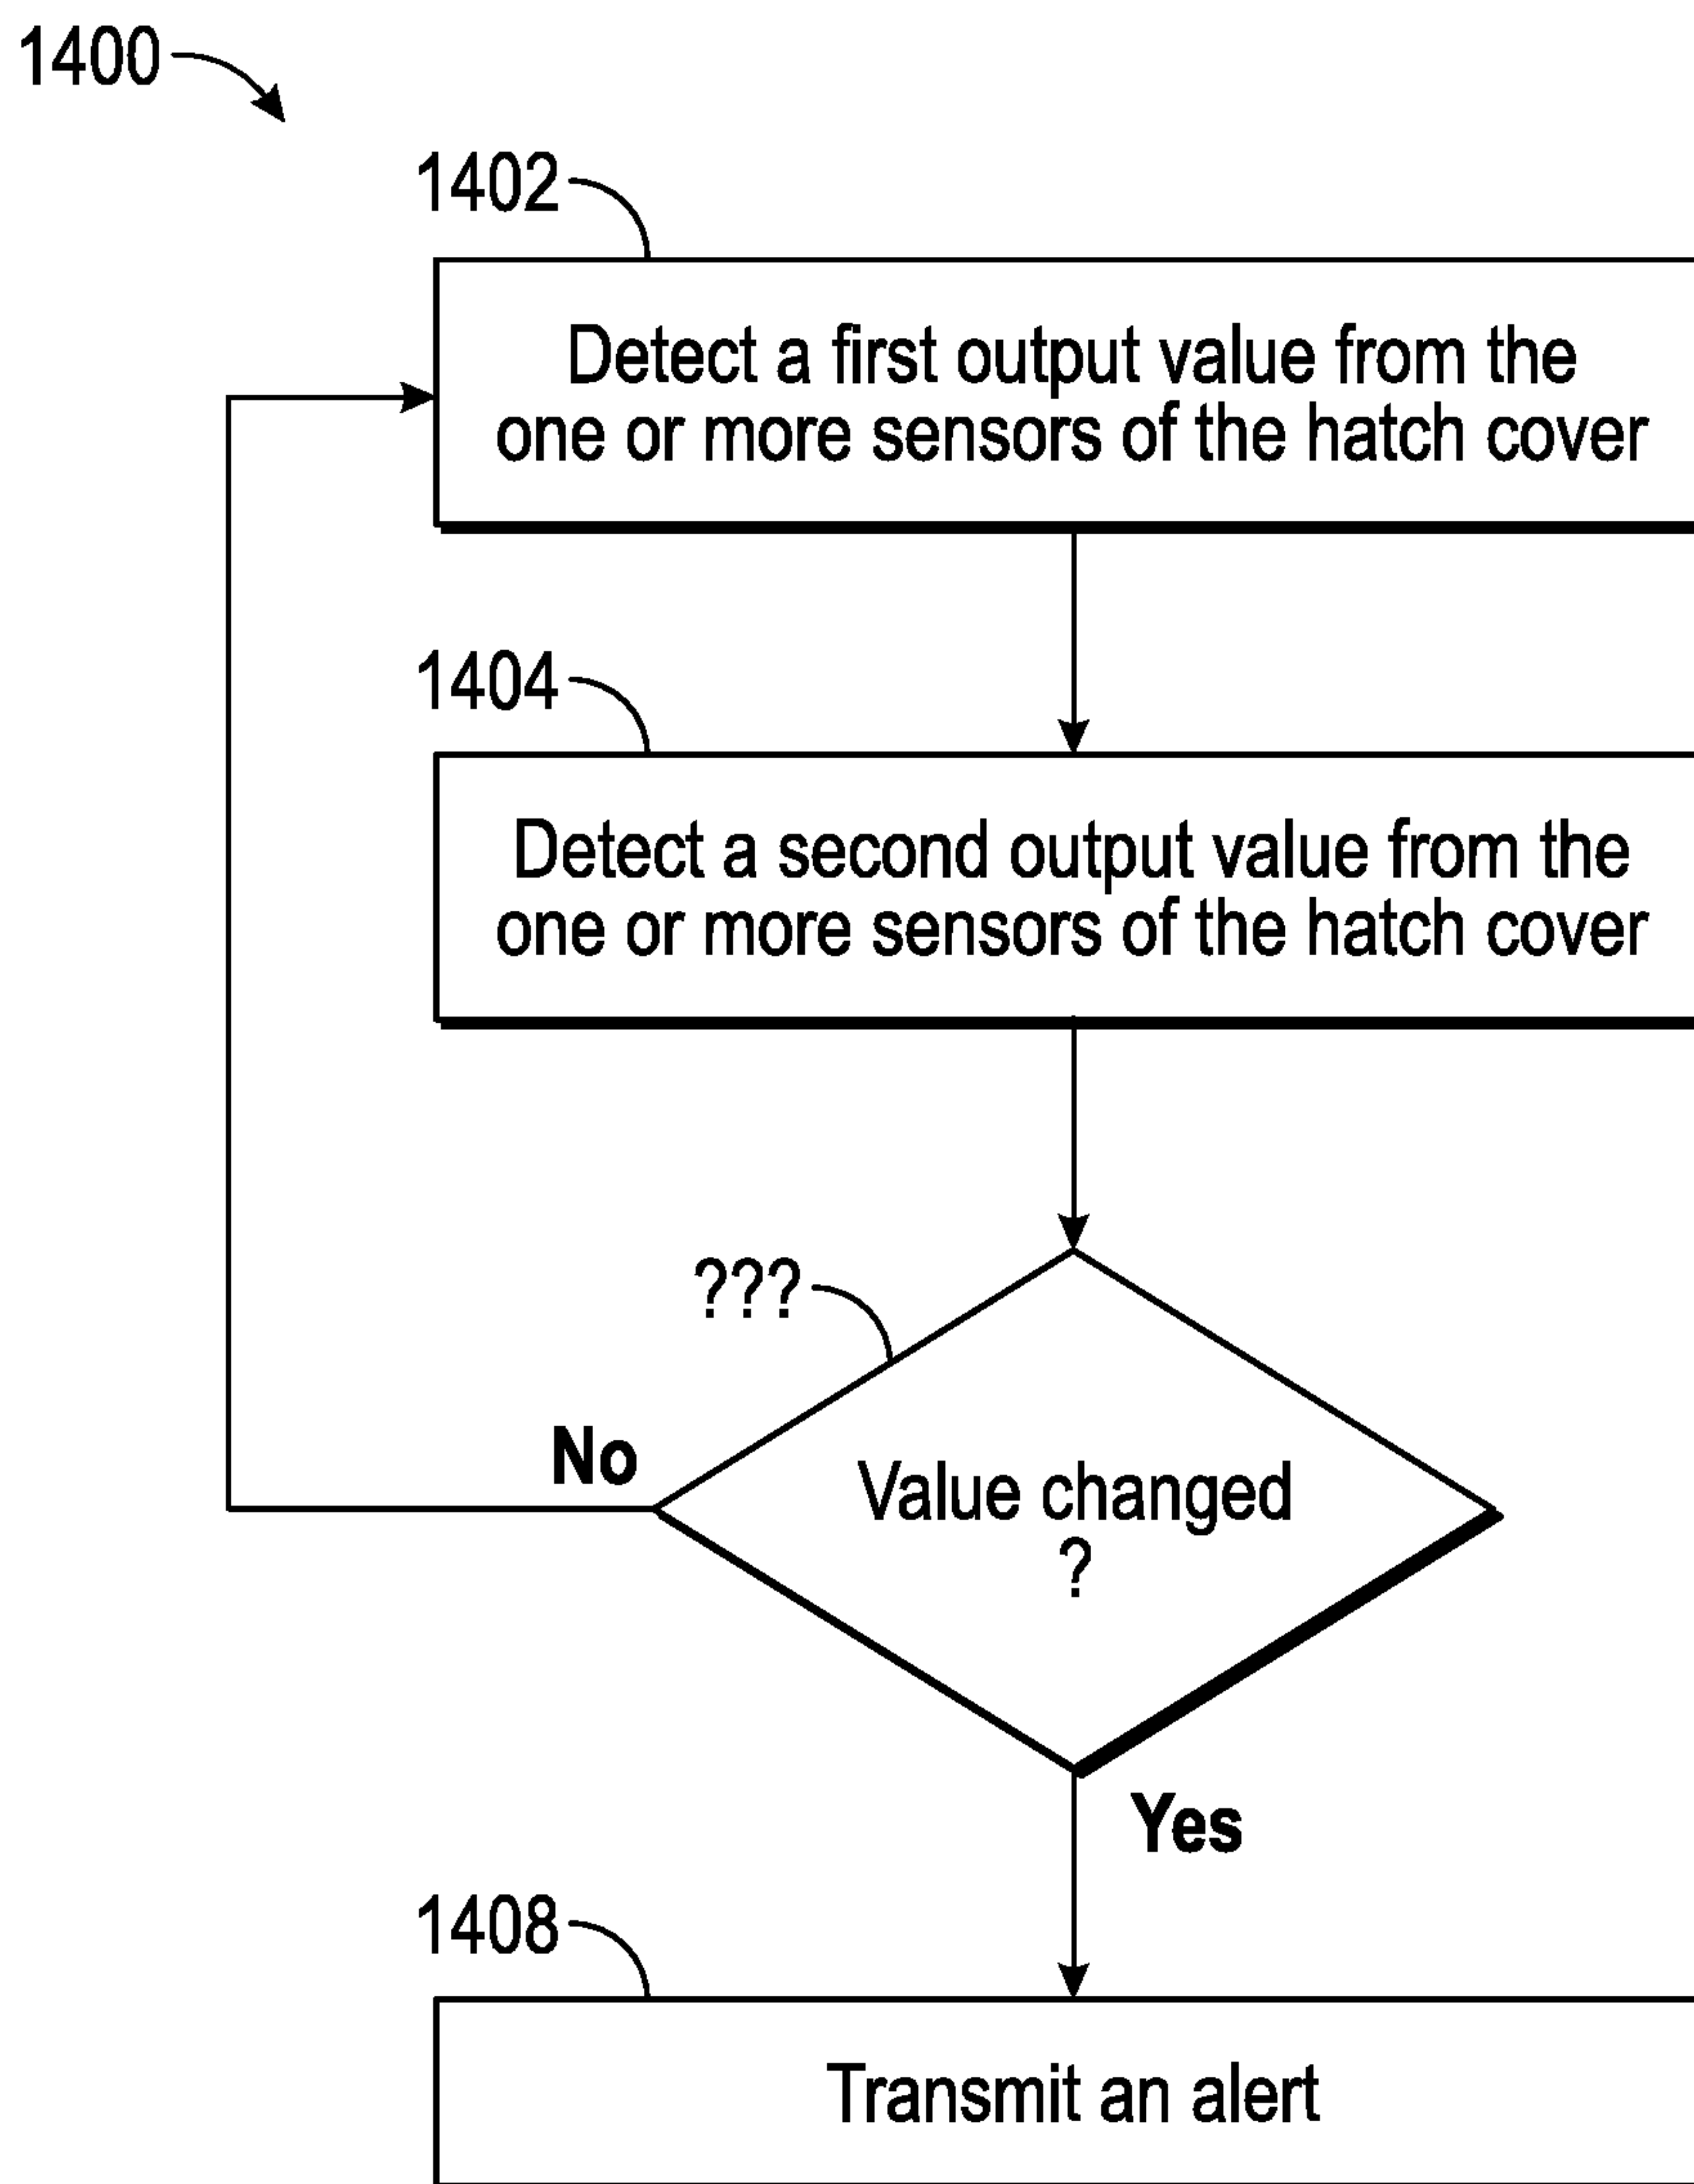 1400
1402
Detect a first output value from the
one or more sensors of the hatch cover
1404
Detect a second output value from the
one or more sensors of the hatch cover
???
No
Value changed
?
Yes
1408
Transmit an alert